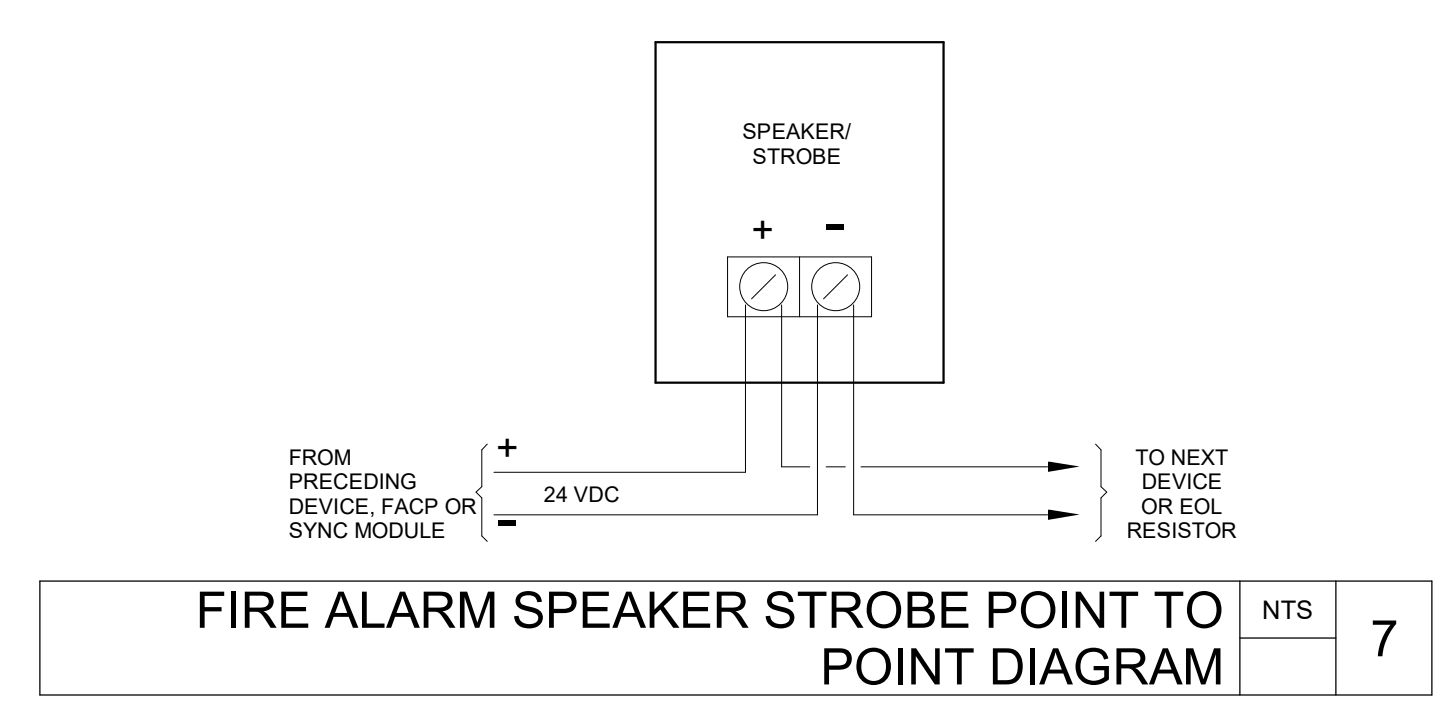 SPEAKER/
STROBE
+ -
FROM
PRECEDING
DEVICE, FACP OR
SYNC MODULE
+
24 VDC
-
TO NEXT
DEVICE
OR EOL
RESISTOR
FIRE ALARM SPEAKER STROBE POINT TO
POINT DIAGRAM
NTS
7